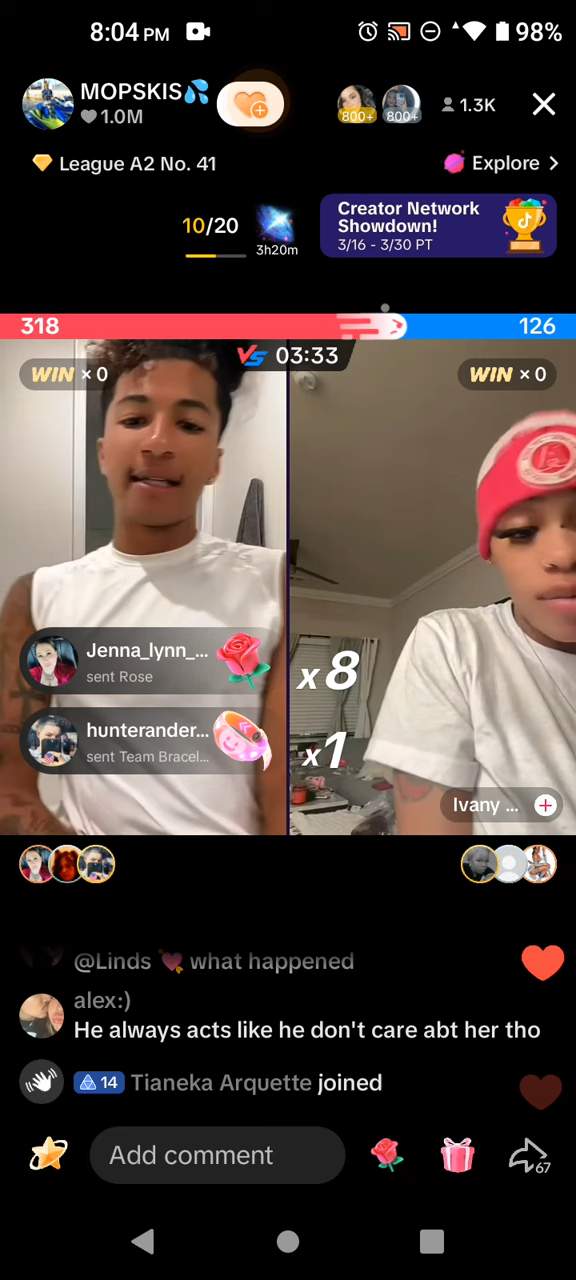 8:04 PM 98%
MOPSKIS💦
1.0M
800+ 800+ 1.3K
League A2 No. 41
Explore >
10/20
3h20m
Creator Network
Showdown!
3/16 - 3/30 PT
318 126
VS 03:33
WIN × 0 WIN × 0
Jenna_lynn_...
sent Rose
x8
hunterander...
sent Team Bracel...
x1
Ivany ...
@Linds 💘 what happened
alex:)
He always acts like he don't care abt her tho
14 Tianeka Arquette joined
Add comment
67